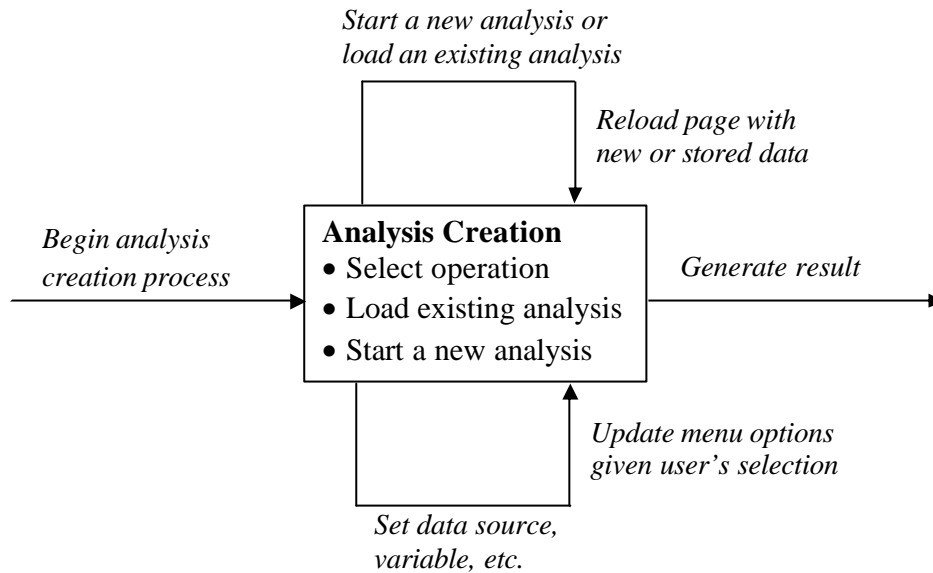 Start a new analysis or
load an existing analysis
Reload page with
new or stored data
Begin analysis
creation process
Analysis Creation
• Select operation
• Load existing analysis
• Start a new analysis
Generate result
Update menu options
given user’s selection
Set data source,
variable, etc.